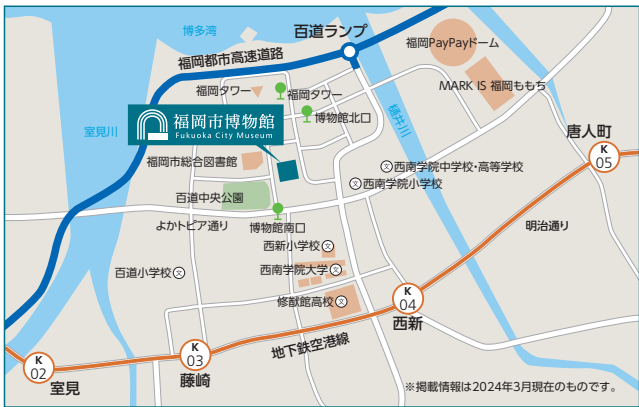 博多湾
百道ランプ
福岡都市高速道路
福岡PayPayドーム
MARK IS 福岡ももち
福岡タワー
福岡タワー
博物館北口
樋井川
室見川
福岡市博物館
Fukuoka City Museum
唐人町
K
05
福岡市総合図書館
文西南学院中学校・高等学校
文西南学院小学校
百道中央公園
よかトピア通り
博物館南口
明治通り
西新小学校文
百道小学校文
西南学院大学文
修猷館高校文
K
04
西新
地下鉄空港線
K
03
藤崎
K
02
室見
※掲載情報は2024年3月現在のものです。